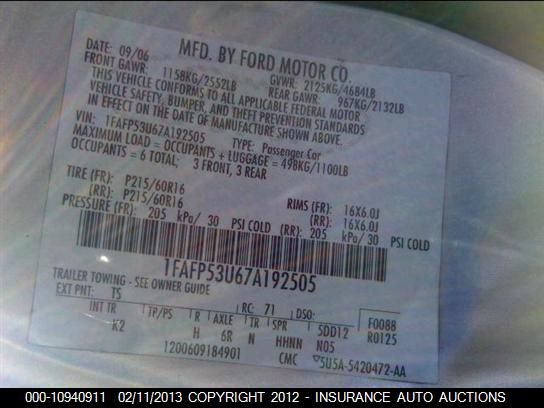 MFD. BY FORD MOTOR CO.
DATE: 09/06
GVWR: 2125KG/4684LB
FRONT GAWR: 1158KG/2552LB
REAR GAWR: 967KG/2132LB
THIS VEHICLE CONFORMS TO ALL APPLICABLE FEDERAL MOTOR
VEHICLE SAFETY, BUMPER, AND THEFT PREVENTION STANDARDS
IN EFFECT ON THE DATE OF MANUFACTURE SHOWN ABOVE.
VIN: 1FAFP53U67A192505
TYPE: Passenger Car
MAXIMUM LOAD = OCCUPANTS + LUGGAGE = 498KG/1100LB
OCCUPANTS = 6 TOTAL; 3 FRONT, 3 REAR
TIRE (FR): P215/60R16 RIMS (FR): 16X6.0J
(RR): P215/60R16 (RR): 16X6.0J
PRESSURE (FR): 205 kPa/ 30 PSI COLD (RR): 205 kPa/ 30 PSI COLD
1FAFP53U67A192505
TRAILER TOWING - SEE OWNER GUIDE
EXT PNT: TS RC: 71 DSO: F0088
R0125
INT TR TP/PS R AXLE TR SPR 5DD12
K2 H 6R N HHNN N05
1200609184901 CMC 5U5A-5420472-AA
000-10940911 02/11/2013 COPYRIGHT 2012 - INSURANCE AUTO AUCTIONS